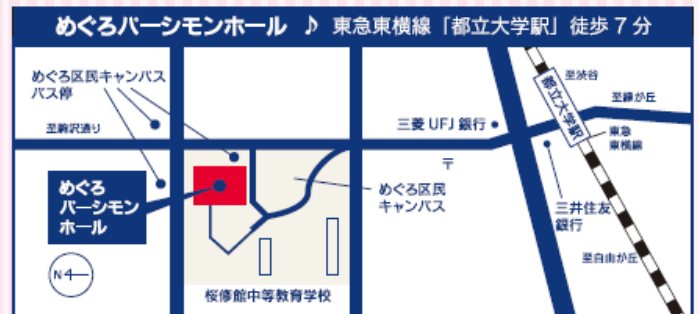 めぐろパーシモンホール ♪ 東急東横線「都立大学駅」徒歩7分
めぐろ区民キャンパス
バス停
至駒沢通り
めぐろ
パーシモン
ホール
N4
三菱UFJ銀行
〒
めぐろ区民
キャンパス
桜修館中等教育学校
至渋谷
都立大学駅
至緑が丘
東急
東横線
三井住友
銀行
至自由が丘